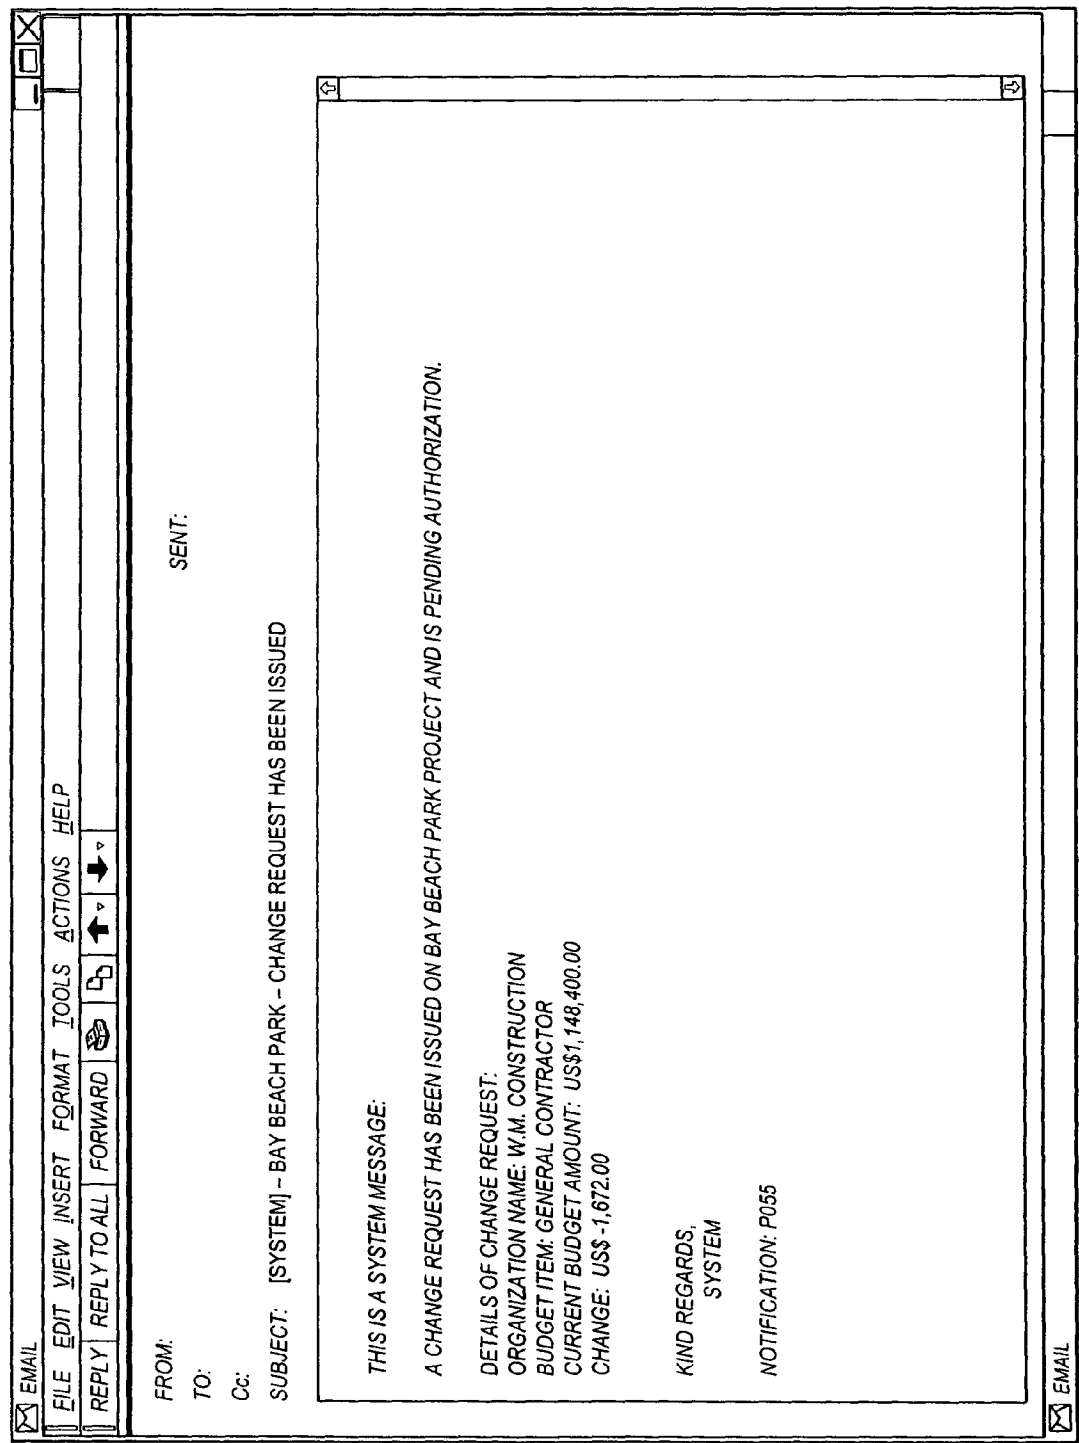 EMAIL
FILE EDIT VIEW INSERT FORMAT TOOLS ACTIONS HELP
REPLY REPLY TO ALL FORWARD
FROM:
SENT:
TO:
Cc:
SUBJECT: [SYSTEM] – BAY BEACH PARK – CHANGE REQUEST HAS BEEN ISSUED
THIS IS A SYSTEM MESSAGE:
A CHANGE REQUEST HAS BEEN ISSUED ON BAY BEACH PARK PROJECT AND IS PENDING AUTHORIZATION.
DETAILS OF CHANGE REQUEST:
ORGANIZATION NAME: W.M. CONSTRUCTION
BUDGET ITEM: GENERAL CONTRACTOR
CURRENT BUDGET AMOUNT: US$1,148,400.00
CHANGE: US$ -1,672.00
KIND REGARDS,
SYSTEM
NOTIFICATION: P055
EMAIL